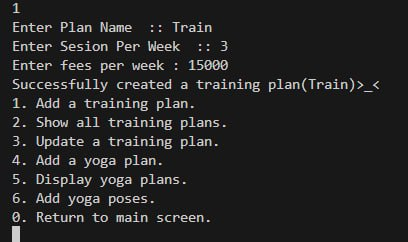 1
Enter Plan Name  :: Train
Enter Sesion Per Week  :: 3
Enter fees per week : 15000
Successfully created a training plan(Train)>_<
1. Add a training plan.
2. Show all training plans.
3. Update a training plan.
4. Add a yoga plan.
5. Display yoga plans.
6. Add yoga poses.
0. Return to main screen.